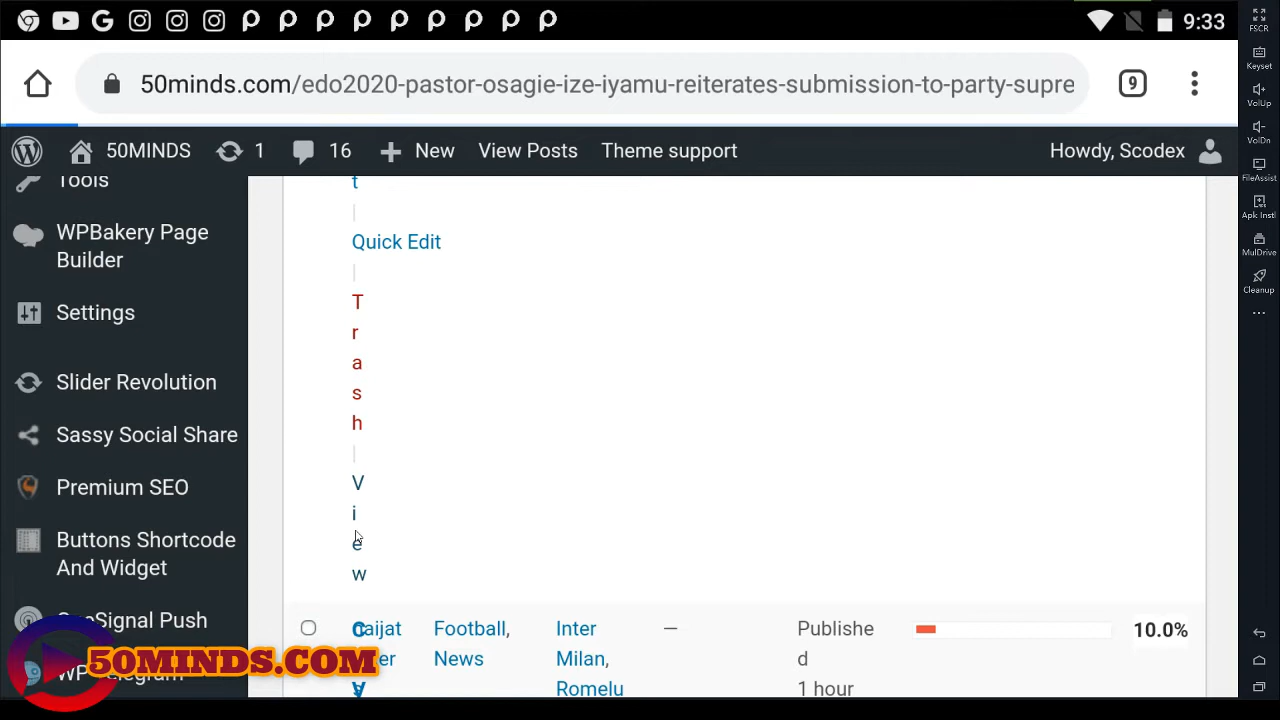 9:33
50minds.com/edo2020-pastor-osagie-ize-iyamu-reiterates-submission-to-party-supre
9
50MINDS 1 16 New View Posts Theme support Howdy, Scodex
Tools
WPBakery Page
Builder
Settings
Slider Revolution
Sassy Social Share
Premium SEO
Buttons Shortcode
And Widget
OneSignal Push
50MINDS.COM
t
|
Quick Edit
|
T
r
a
s
h
|
V
i
e
w
naijat
Football,
News
Inter
Milan,
Romelu
—
Publishe
d
1 hour
10.0%
FSCR
Keyset
VolUp
VolDn
FileAssist
Apk Instl
MulDrive
Cleanup